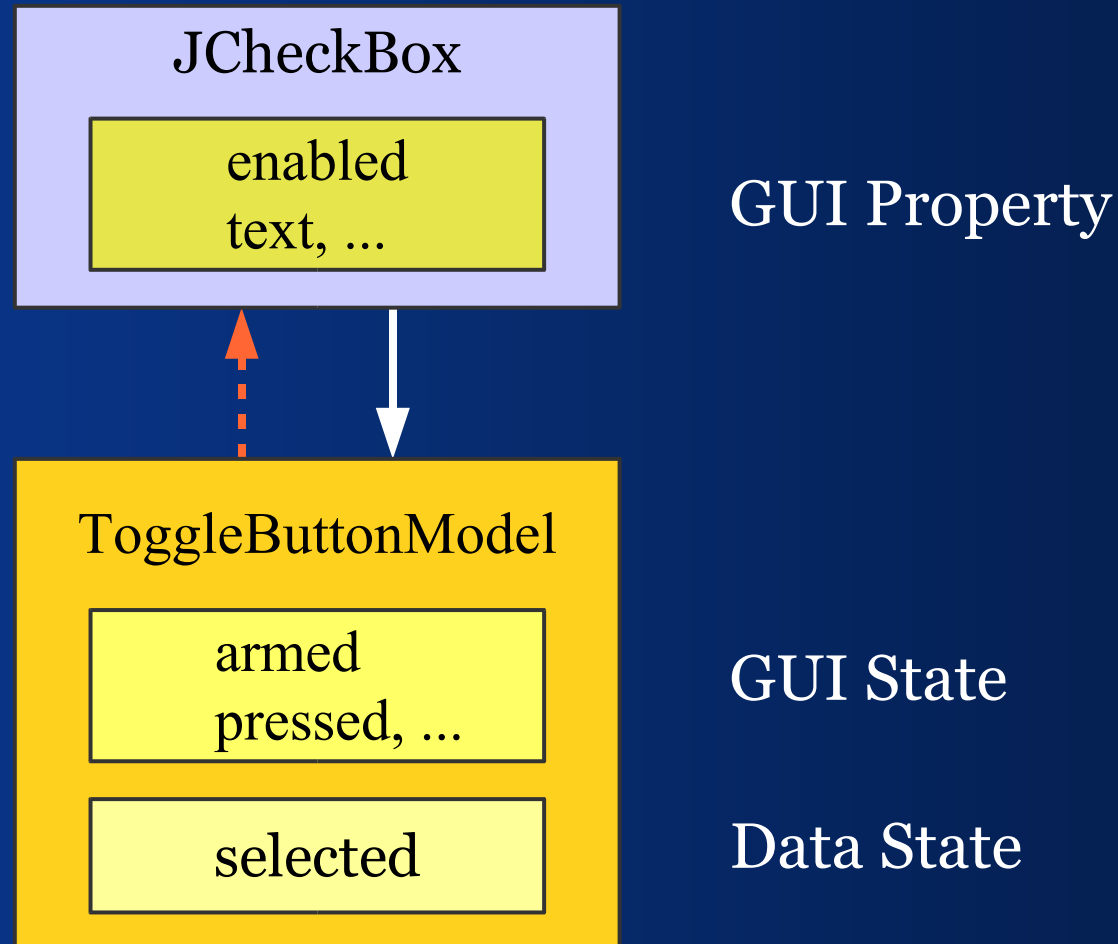 JCheckBox
enabled
text, ...
GUI Property
ToggleButtonModel
armed
pressed, ...
GUI State
selected
Data State